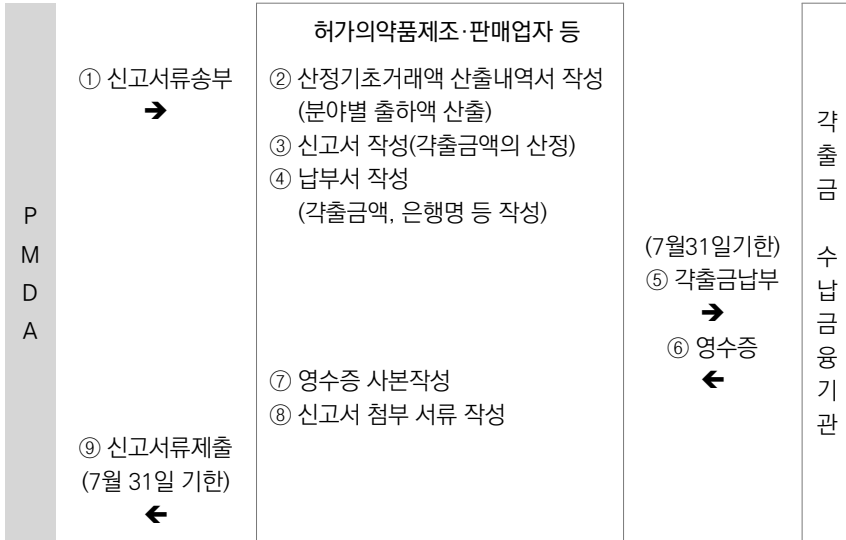 PMDA
① 신고서류송부
➔
허가의약품제조·판매업자 등
② 산정기초거래액 산출내역서 작성
(분야별 출하액 산출)
③ 신고서 작성(갹출금액의 산정)
④ 납부서 작성
(갹출금액, 은행명 등 작성)
(7월31일기한)
⑤ 갹출금납부
➔
⑥ 영수증
🡸
⑦ 영수증 사본작성
⑧ 신고서 첨부 서류 작성
⑨ 신고서류제출
(7월 31일 기한)
🡸
갹출금 수납금융기관